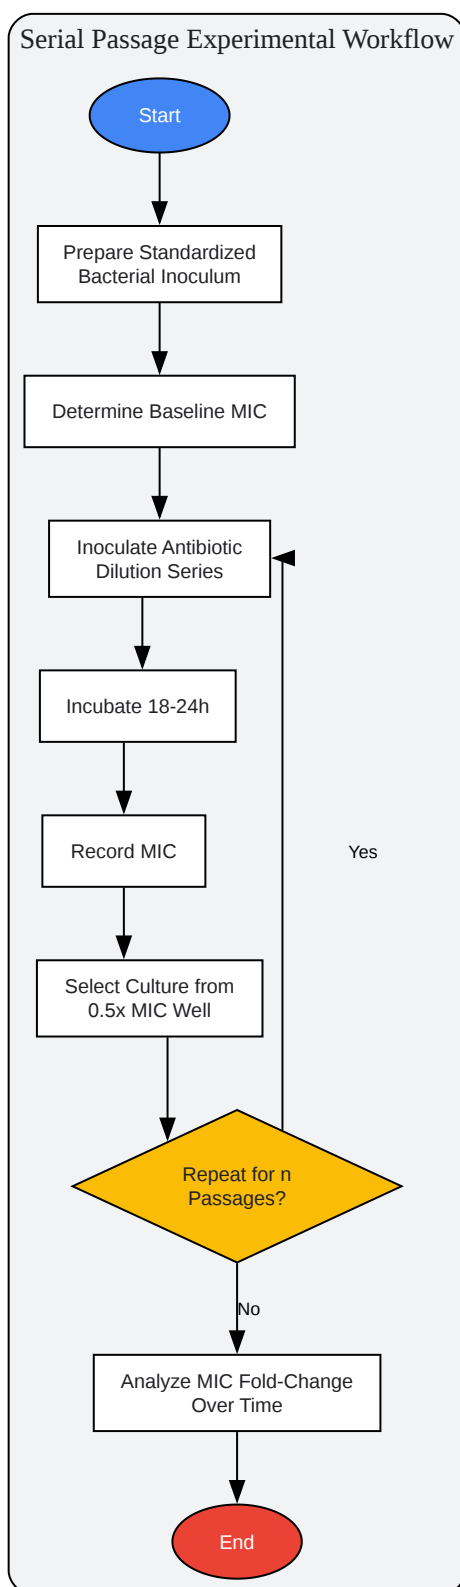 Serial Passage Experimental Workflow
Start
Prepare Standardized
Bacterial Inoculum
Determine Baseline MIC
Inoculate Antibiotic
Dilution Series
Incubate 18-24h
Record MIC
Yes
Select Culture from
0.5x MIC Well
Repeat for n
Passages?
No
Analyze MIC Fold-Change
Over Time
End